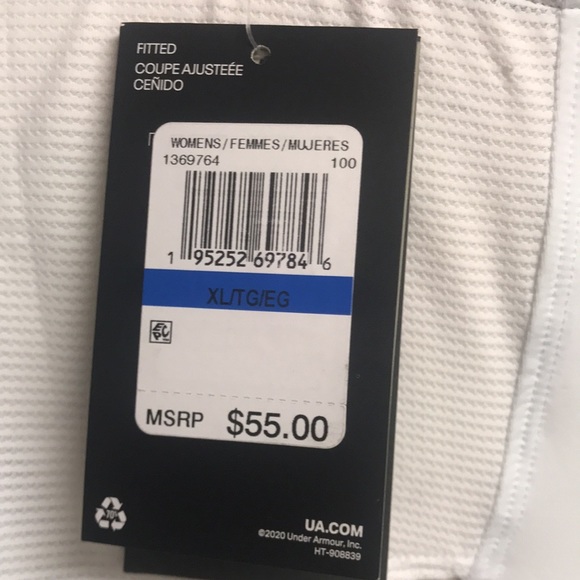 FITTED
COUPE AJUSTEÉE
CEÑIDO
WOMENS/FEMMES/MUJERES
1369764 100
1 95252 69784 6
XL/TG/EG
MSRP $55.00
UA.COM
©2020 Under Armour, Inc.
HT-908839